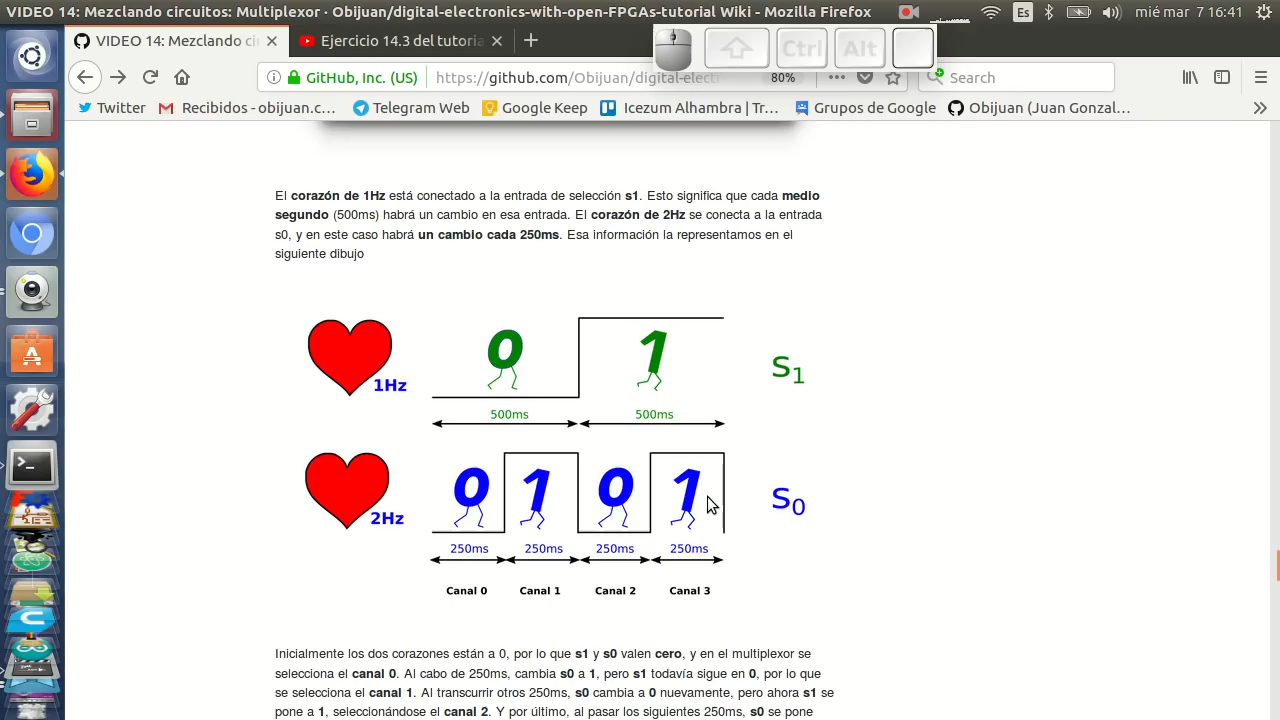 VIDEO 14: Mezclando circuitos: Multiplexor · Obijuan/digital-electronics-with-open-FPGAs-tutorial Wiki - Mozilla Firefox
Es
mié mar 7 16:41
VIDEO 14: Mezclando cir
Ejercicio 14.3 del tutoria
Ctrl
Alt
GitHub, Inc. (US)
https://github.com/Obijuan/digital-elect
80%
Search
Twitter
Recibidos - obijuan.c…
Telegram Web
Google Keep
Icezum Alhambra | Tr…
Grupos de Google
Obijuan (Juan Gonzal…
El corazón de 1Hz está conectado a la entrada de selección s1. Esto significa que cada medio
segundo (500ms) habrá un cambio en esa entrada. El corazón de 2Hz se conecta a la entrada
s0, y en este caso habrá un cambio cada 250ms. Esa información la representamos en el
siguiente dibujo
1Hz
0
1
S1
500ms
500ms
2Hz
0
1
0
1
S0
250ms
250ms
250ms
250ms
Canal 0
Canal 1
Canal 2
Canal 3
Inicialmente los dos corazones están a 0, por lo que s1 y s0 valen cero, y en el multiplexor se
selecciona el canal 0. Al cabo de 250ms, cambia s0 a 1, pero s1 todavía sigue en 0, por lo que
se selecciona el canal 1. Al transcurir otros 250ms, s0 cambia a 0 nuevamente, pero ahora s1 se
pone a 1, seleccionándose el canal 2. Y por último, al pasar los siguientes 250ms, s0 se pone